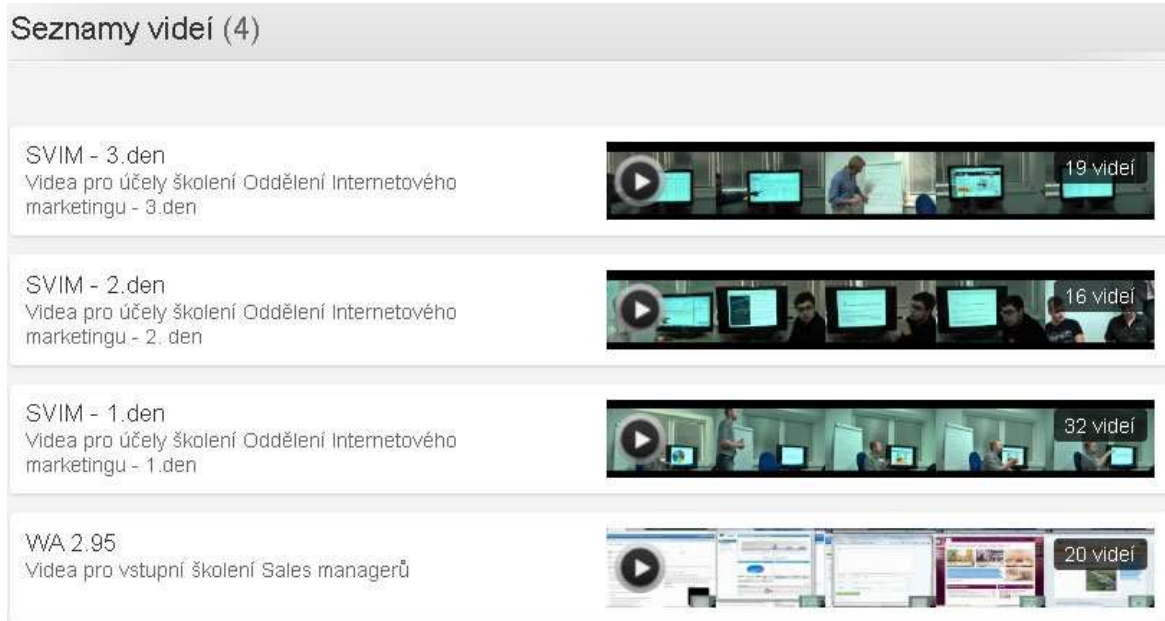 Seznamy videí (4)
SVIM - 3.den
Videa pro účely školení Oddělení Internetového
marketingu - 3.den
19 videí
SVIM - 2.den
Videa pro účely školení Oddělení Internetového
marketingu - 2. den
16 videí
SVIM - 1.den
Videa pro účely školení Oddělení Internetového
marketingu - 1.den
32 videí
WA 2.95
Videa pro vstupní školení Sales managerů
20 videí